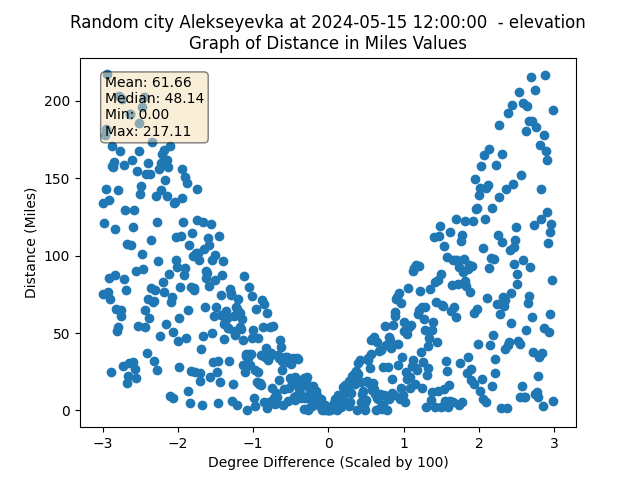 Random city Alekseyevka at 2024-05-15 12:00:00  - elevation
Graph of Distance in Miles Values
Mean: 61.66
Median: 48.14
Min: 0.00
Max: 217.11
200
150
100
50
0
Distance (Miles)
−3 −2 −1 0 1 2 3
Degree Difference (Scaled by 100)